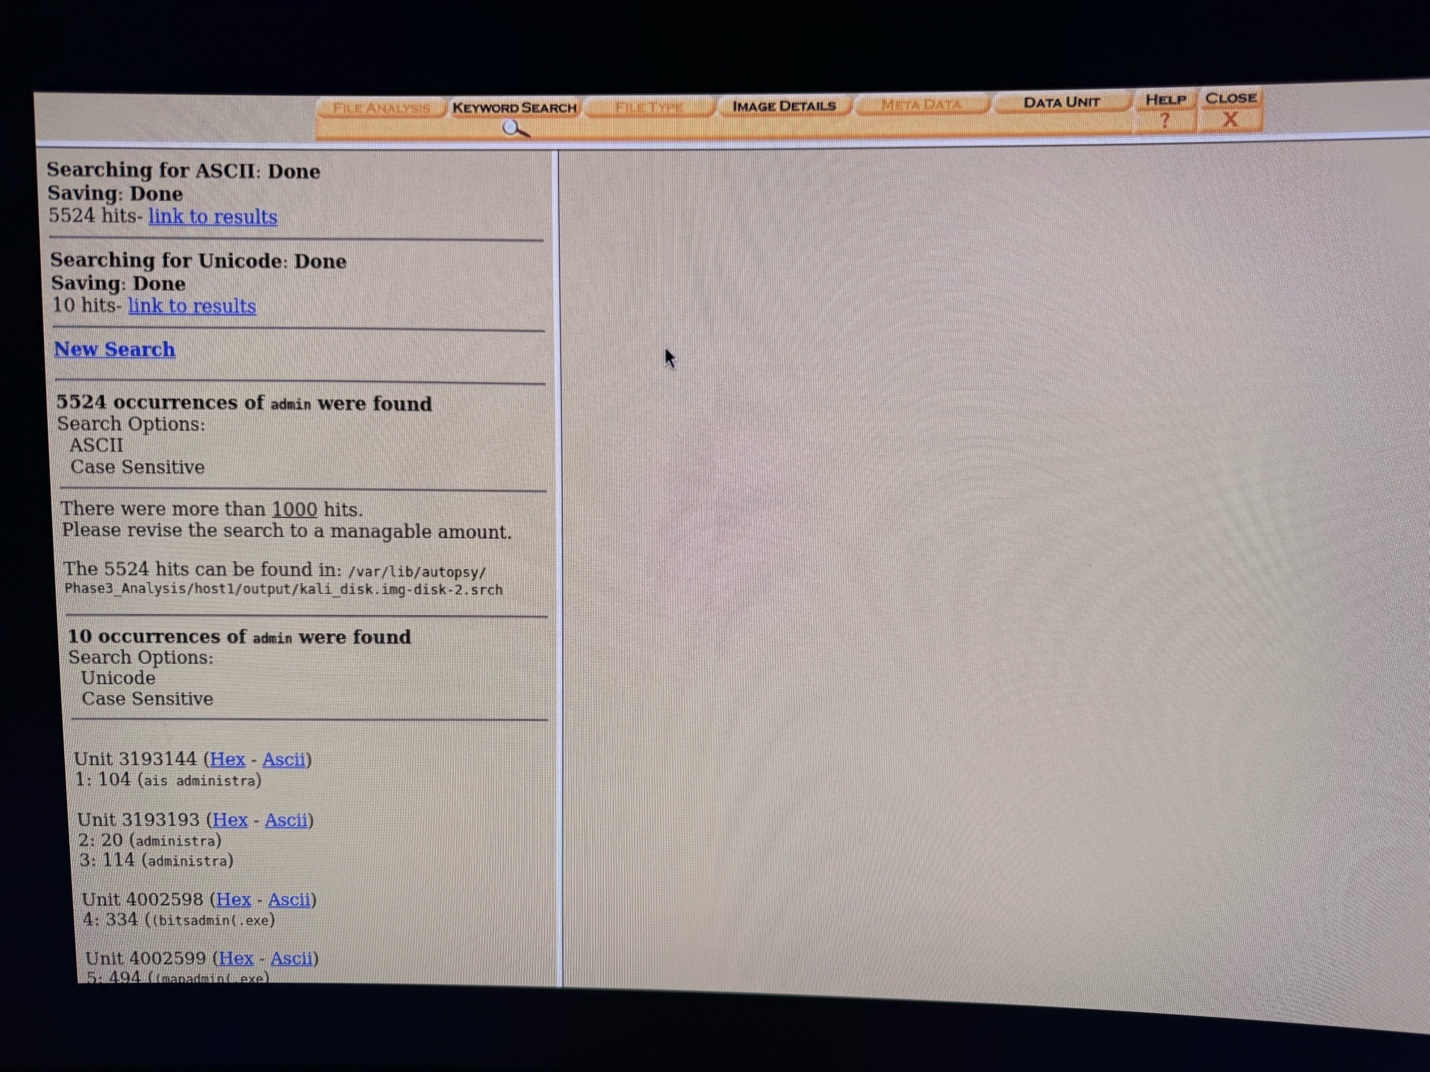 FILE ANALYSIS KEYWORD SEARCH FILE TYPE IMAGE DETAILS META DATA DATA UNIT HELP CLOSE
? X
Searching for ASCII: Done
Saving: Done
5524 hits- link to results
Searching for Unicode: Done
Saving: Done
10 hits- link to results
New Search
5524 occurrences of admin were found
Search Options:
ASCII
Case Sensitive
There were more than 1000 hits.
Please revise the search to a managable amount.
The 5524 hits can be found in: /var/lib/autopsy/
Phase3_Analysis/host1/output/kali_disk.img-disk-2.srch
10 occurrences of admin were found
Search Options:
Unicode
Case Sensitive
Unit 3193144 (Hex - Ascii)
1: 104 (ais administra)
Unit 3193193 (Hex - Ascii)
2: 20 (administra)
3: 114 (administra)
Unit 4002598 (Hex - Ascii)
4: 334 ((bitsadmin(.exe)
Unit 4002599 (Hex - Ascii)
5: 494 ((mapadmin(.exe)